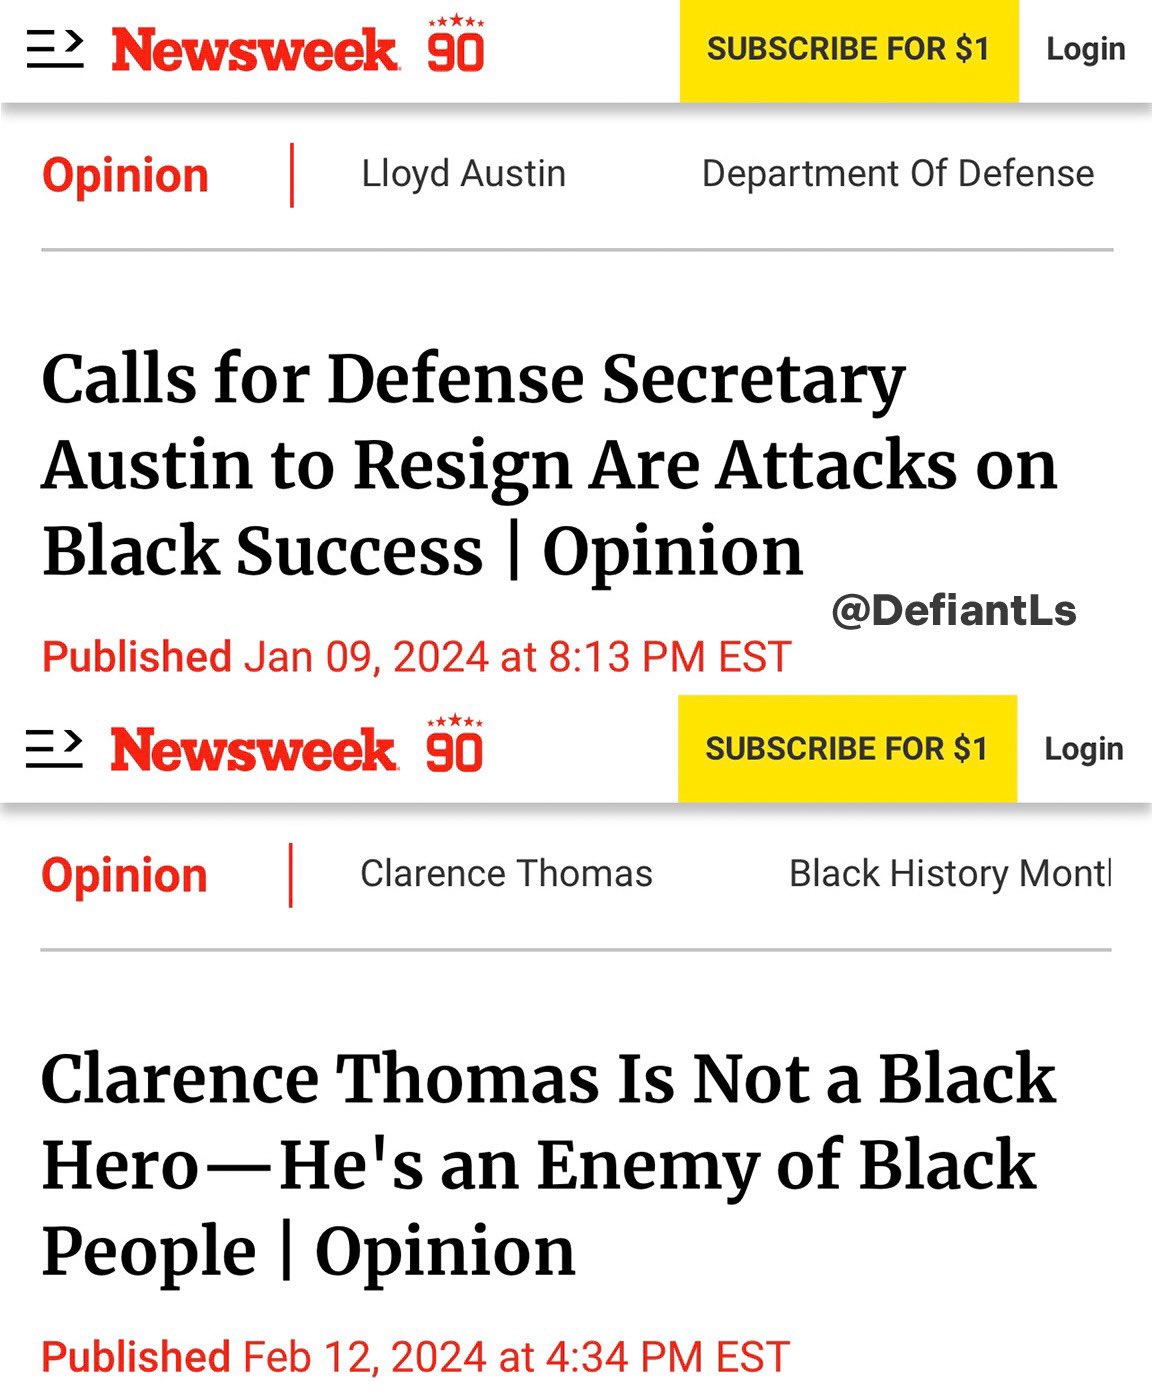 Newsweek 90 SUBSCRIBE FOR $1 Login
Opinion Lloyd Austin Department Of Defense
Calls for Defense Secretary
Austin to Resign Are Attacks on
Black Success | Opinion
@DefiantLs
Published Jan 09, 2024 at 8:13 PM EST
Newsweek 90 SUBSCRIBE FOR $1 Login
Opinion Clarence Thomas Black History Mont
Clarence Thomas Is Not a Black
Hero—He's an Enemy of Black
People | Opinion
Published Feb 12, 2024 at 4:34 PM EST